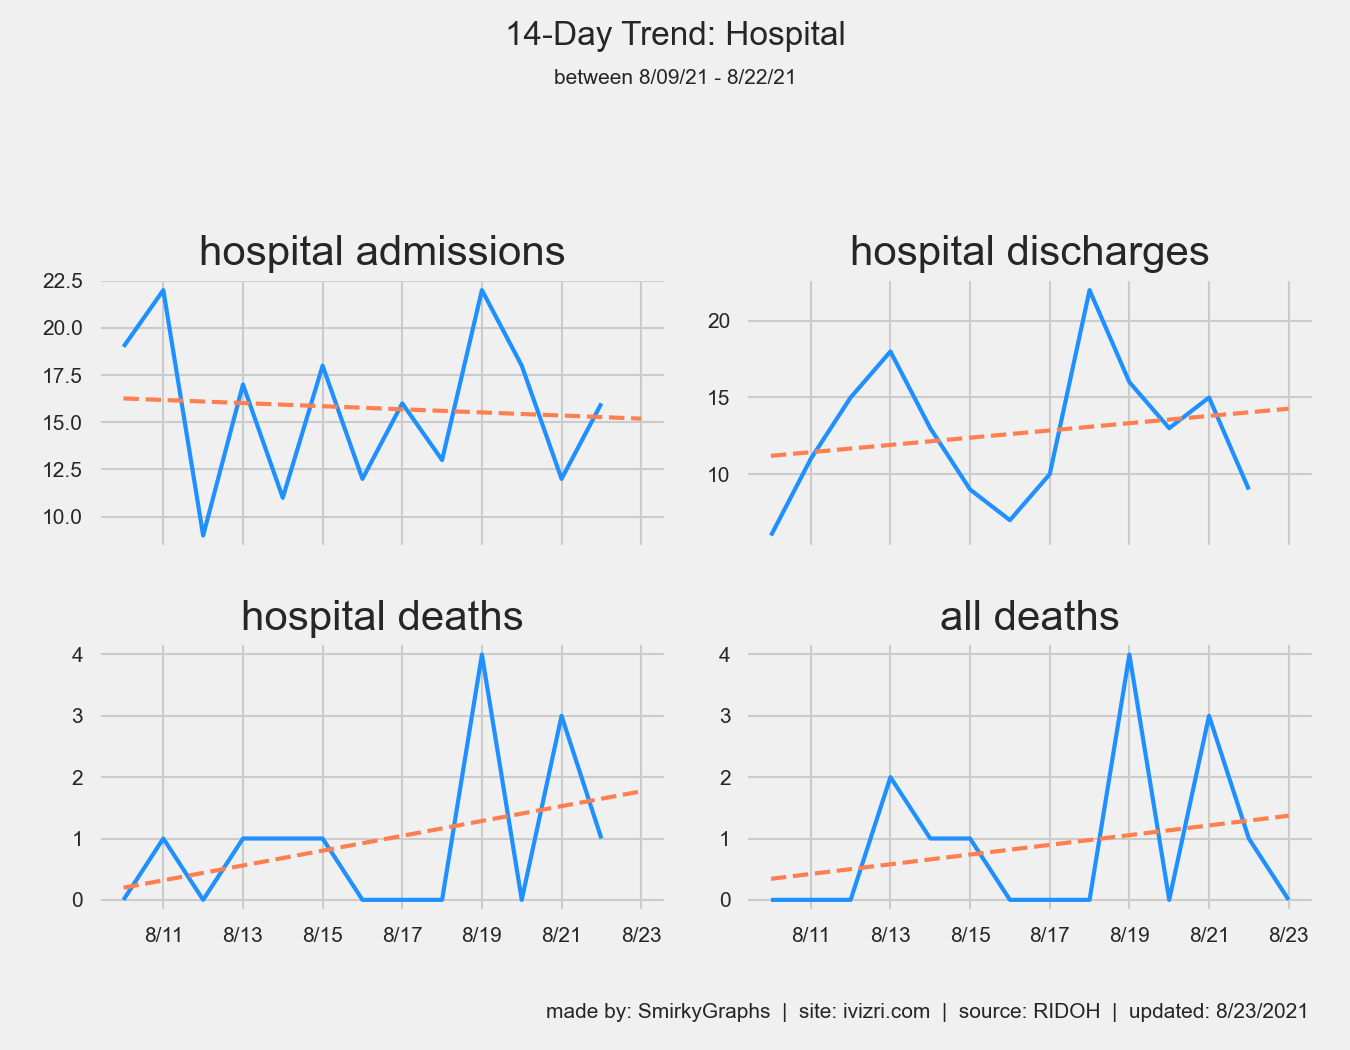 14-Day Trend: Hospital
between 8/09/21 - 8/22/21
hospital admissions
22.5
20.0
17.5
15.0
12.5
10.0
hospital discharges
20
15
10
hospital deaths
4
3
2
1
0
8/11 8/13 8/15 8/17 8/19 8/21 8/23
all deaths
4
3
2
1
0
8/11 8/13 8/15 8/17 8/19 8/21 8/23
made by: SmirkyGraphs | site: ivizri.com | source: RIDOH | updated: 8/23/2021